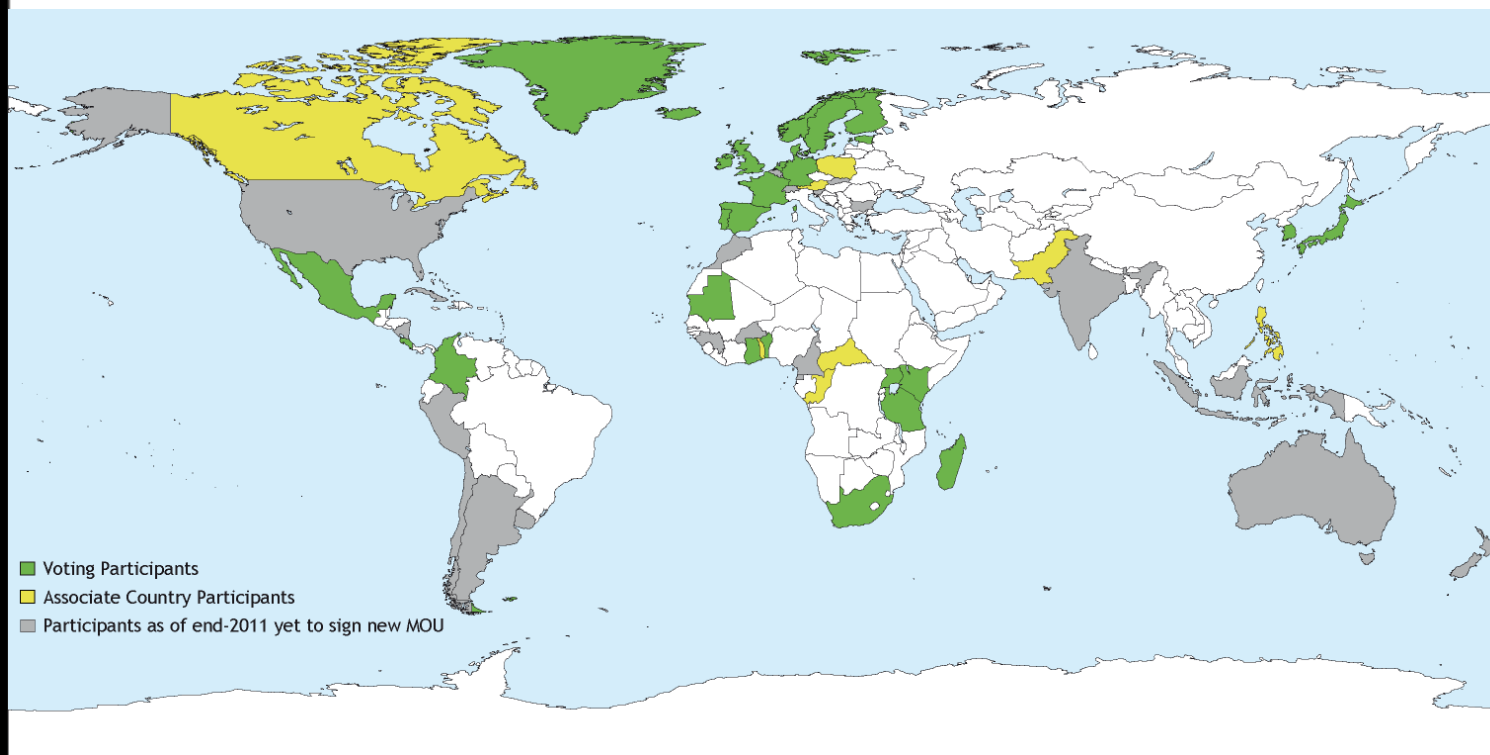 Voting Participants
Associate Country Participants
Participants as of end-2011 yet to sign new MOU